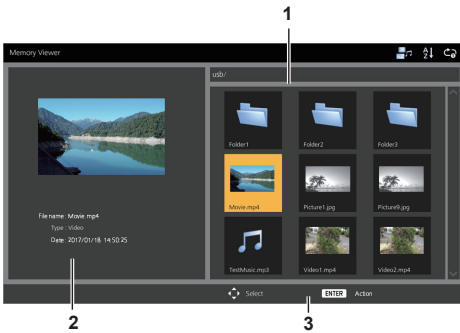 1
Memory Viewer
usb/
Folder1
Folder2
Folder3
Movie.mp4
Picture1.jpg
Picture9.jpg
File name : Movie.mp4
Type : Video
Date : 2017/01/18 14:50:25
TestMusic.mp3
Video1.mp4
Video2.mp4
Select
ENTER Action
2
3